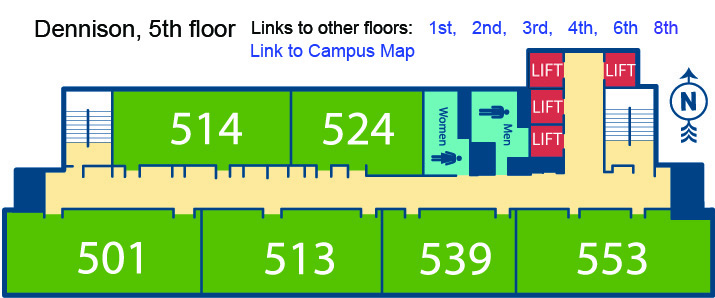 Dennison, 5th floor Links to other floors: 1st, 2nd, 3rd, 4th, 6th 8th
Link to Campus Map
LIFT LIFT
514 524 Women Men LIFT N
LIFT
501 513 539 553